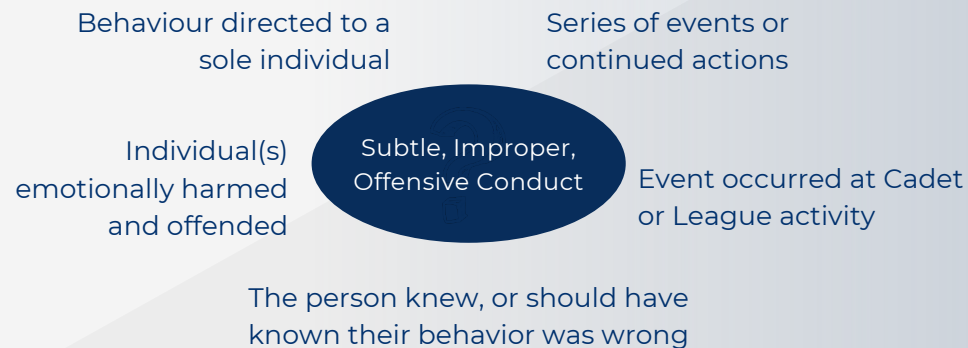 Behaviour directed to a
sole individual
Series of events or
continued actions
Individual(s)
emotionally harmed
and offended
Subtle, Improper,
Offensive Conduct
Event occurred at Cadet
or League activity
The person knew, or should have
known their behavior was wrong